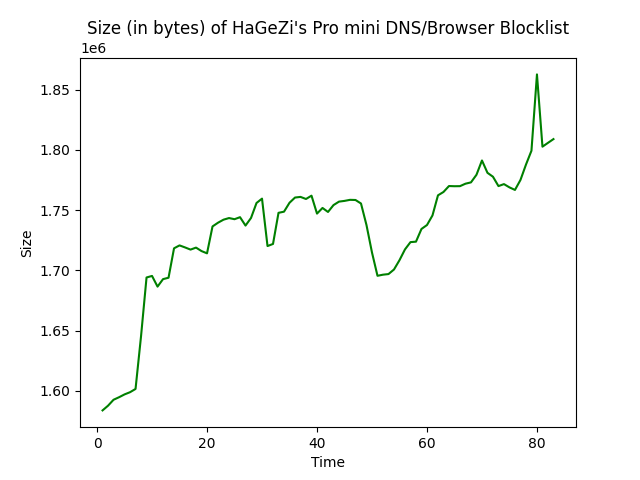 Size (in bytes) of HaGeZi's Pro mini DNS/Browser Blocklist
1e6
1.85
1.80
1.75
1.70
1.65
1.60
Size
0 20 40 60 80
Time